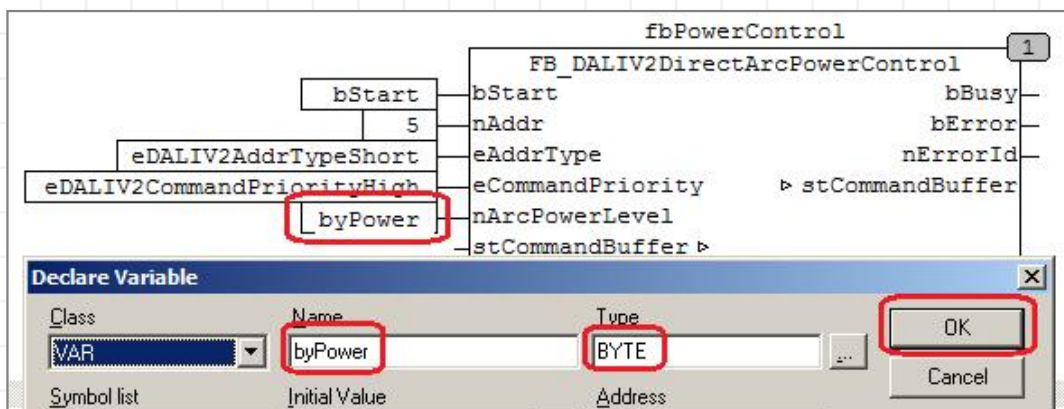 fbPowerControl
1
FB_DALIV2DirectArcPowerControl
bStart bStart bBusy
5 nAddr bError
eDALIV2AddrTypeShort eAddrType nErrorId
eDALIV2CommandPriorityHigh eCommandPriority ▷ stCommandBuffer
byPower nArcPowerLevel
stCommandBuffer ▷
Declare Variable
Class Name Type
VAR byPower BYTE ... OK
Cancel
Symbol list Initial Value Address